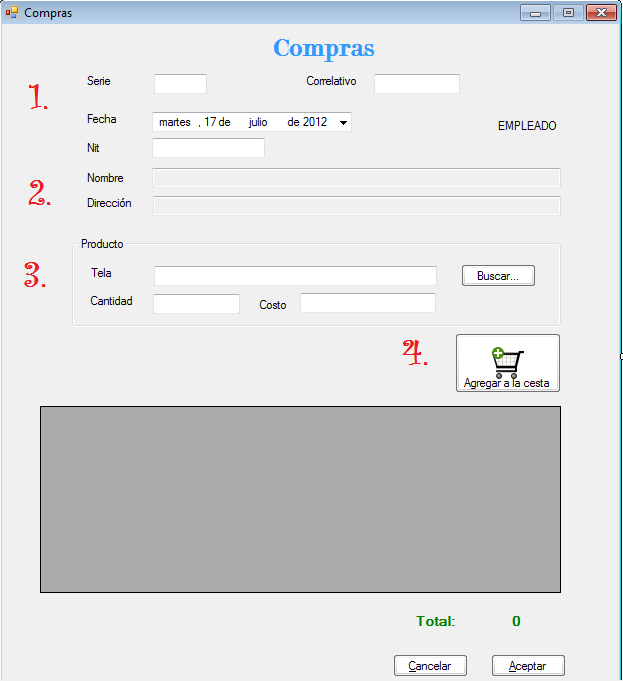 Compras
Compras
1.
Serie
Correlativo
Fecha
martes , 17 de julio de 2012
EMPLEADO
Nit
2.
Nombre
Dirección
Producto
3.
Tela
Buscar...
Cantidad
Costo
4.
Agregar a la cesta
Total: 0
Cancelar
Aceptar